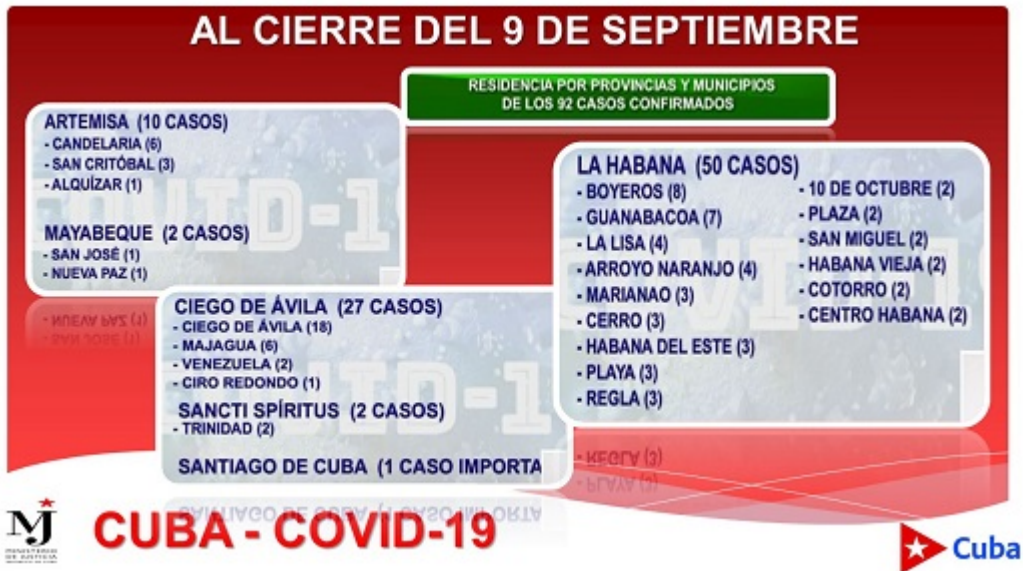 AL CIERRE DEL 9 DE SEPTIEMBRE
RESIDENCIA POR PROVINCIAS Y MUNICIPIOS
DE LOS 92 CASOS CONFIRMADOS
ARTEMISA (10 CASOS)
- CANDELARIA (6)
- SAN CRITÓBAL (3)
- ALQUÍZAR (1)
MAYABEQUE (2 CASOS)
- SAN JOSÉ (1)
- NUEVA PAZ (1)
CIEGO DE ÁVILA (27 CASOS)
- CIEGO DE ÁVILA (18)
- MAJAGUA (6)
- VENEZUELA (2)
- CIRO REDONDO (1)
SANCTI SPÍRITUS (2 CASOS)
- TRINIDAD (2)
SANTIAGO DE CUBA (1 CASO IMPORTA
LA HABANA (50 CASOS)
- BOYEROS (8)
- GUANABACOA (7)
- LA LISA (4)
- ARROYO NARANJO (4)
- MARIANAO (3)
- CERRO (3)
- HABANA DEL ESTE (3)
- PLAYA (3)
- REGLA (3)
- 10 DE OCTUBRE (2)
- PLAZA (2)
- SAN MIGUEL (2)
- HABANA VIEJA (2)
- COTORRO (2)
- CENTRO HABANA (2)
MJ
MINISTERIO
DE JUSTICIA
CUBA - COVID-19
Cuba